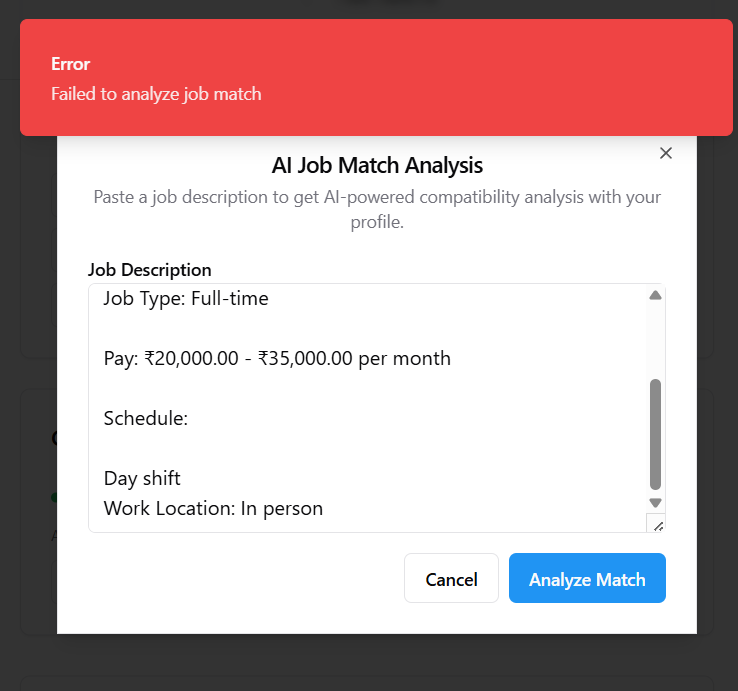 Error
Failed to analyze job match
AI Job Match Analysis
Paste a job description to get AI-powered compatibility analysis with your
profile.
Job Description
Job Type: Full-time
Pay: ₹20,000.00 - ₹35,000.00 per month
Schedule:
Day shift
Work Location: In person
Cancel
Analyze Match